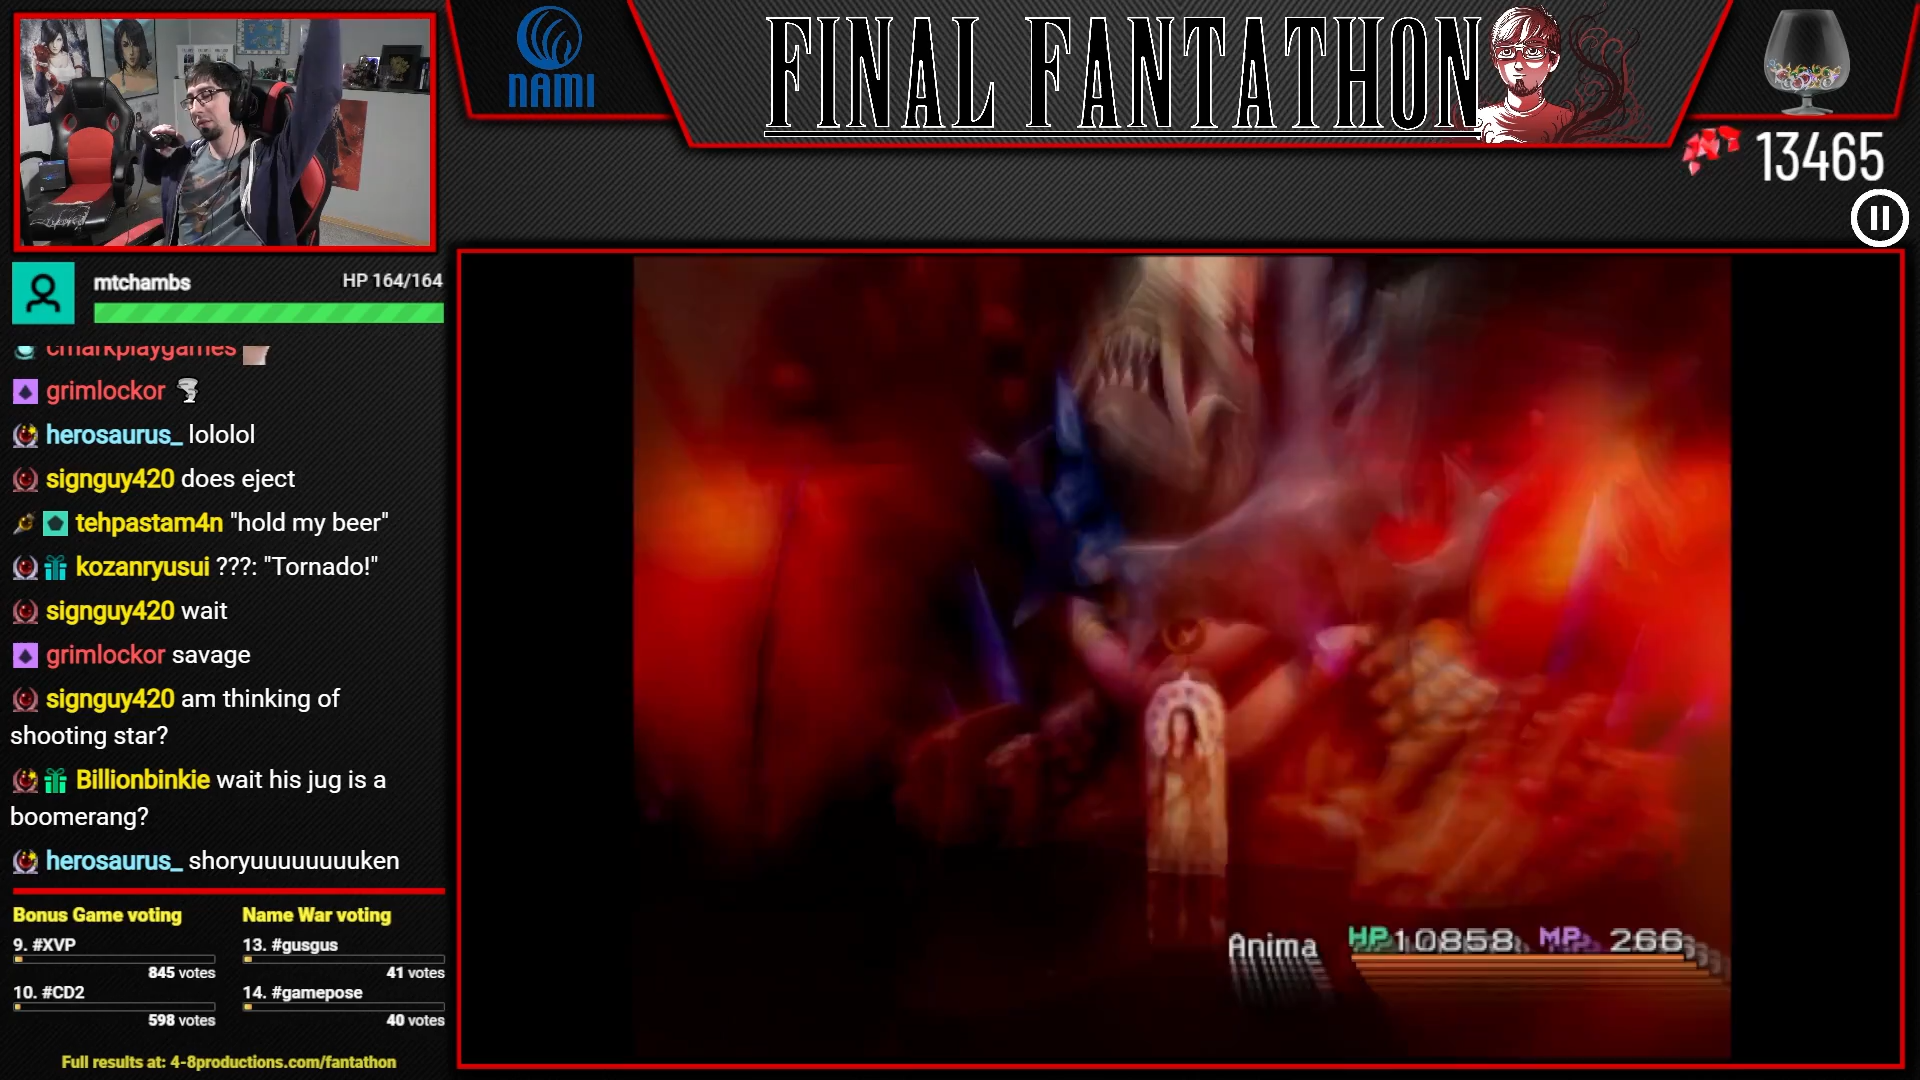 NAMI
FINAL FANTATHON
13465
mtchambs
HP 164/164
cmarkplaygames
grimlockor
herosaurus_ lololol
signguy420 does eject
tehpastam4n "hold my beer"
kozanryusui ???: "Tornado!"
signguy420 wait
grimlockor savage
signguy420 am thinking of
shooting star?
Billionbinkie wait his jug is a
boomerang?
herosaurus_ shoryuuuuuuuuken
Bonus Game voting
9. #XVP
845 votes
10. #CD2
598 votes
Name War voting
13. #gusgus
41 votes
14. #gamepose
40 votes
Full results at: 4-8productions.com/fantathon
Anima HP 10858 MP 266